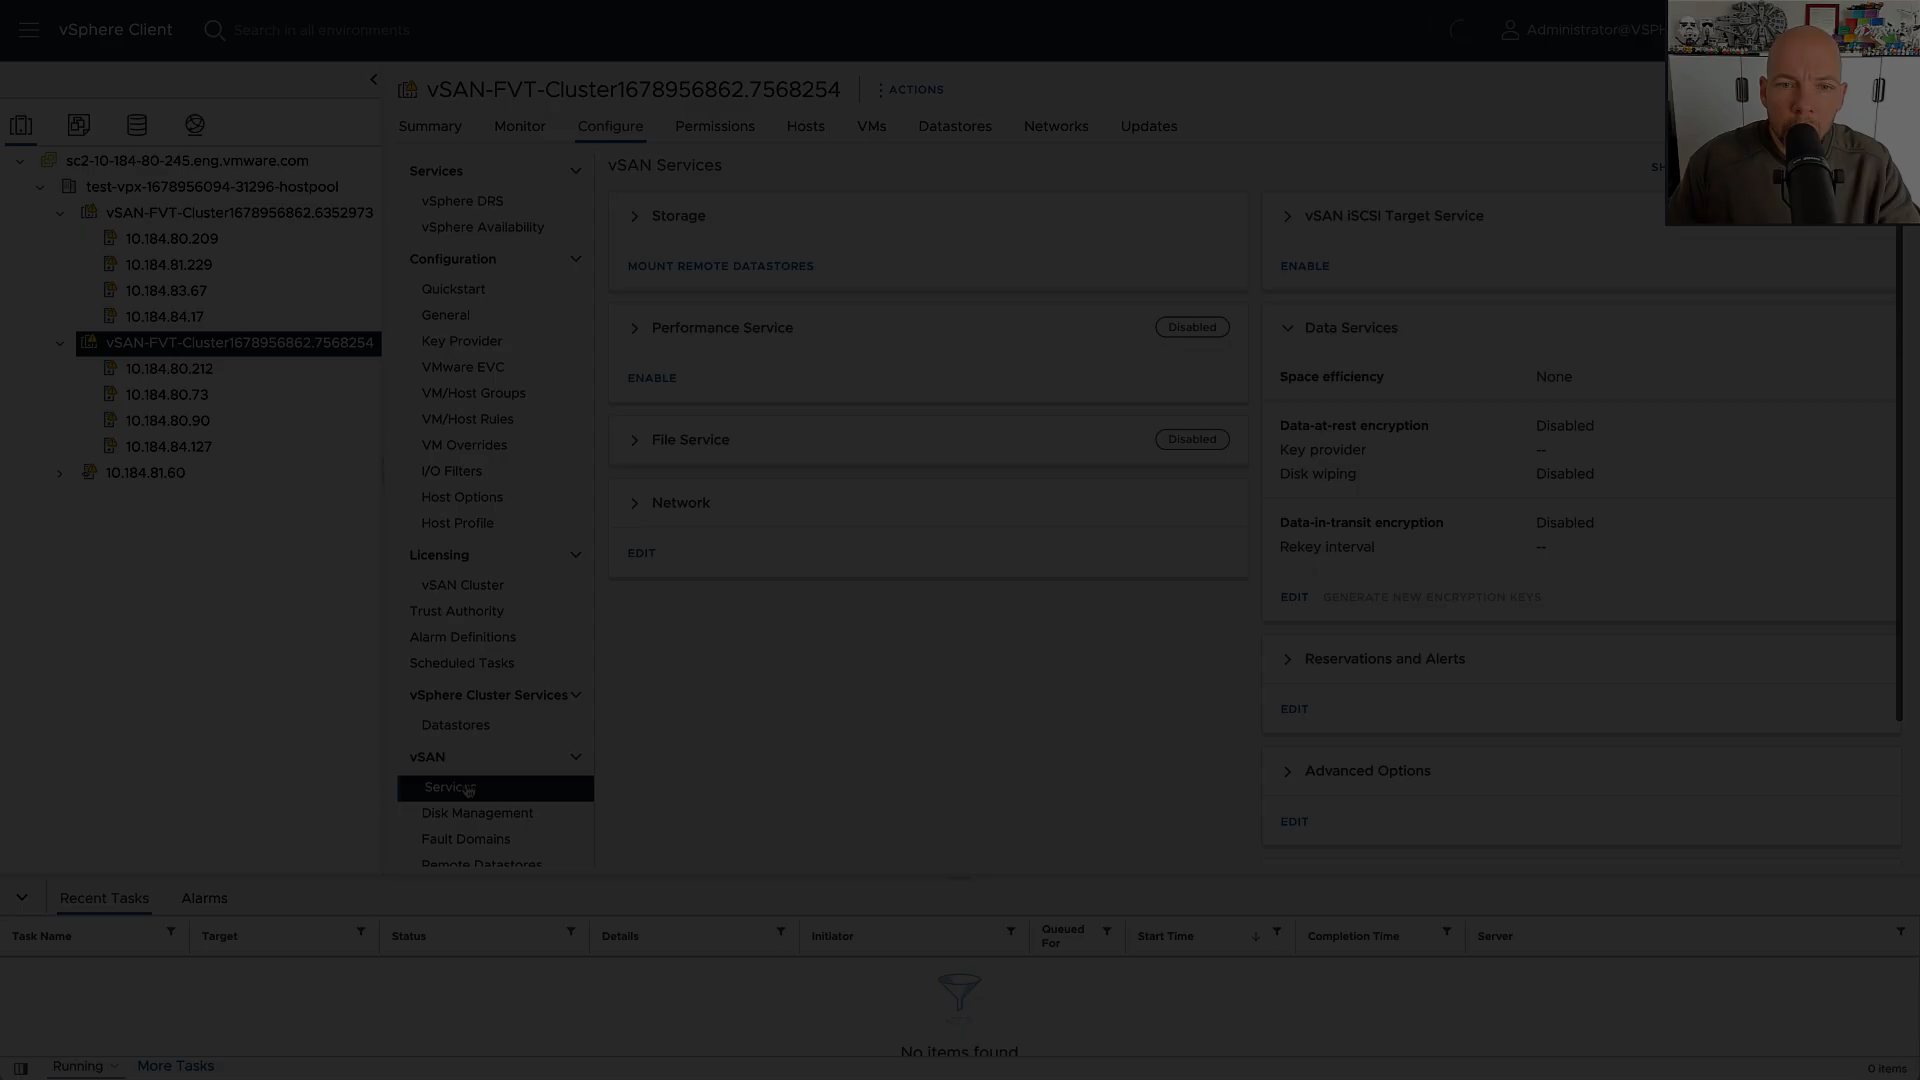 vSphere Client
Search in all environments
Administrator@VSPH
sc2-10-184-80-245.eng.vmware.com
test-vpx-1678956094-31296-hostpool
vSAN-FVT-Cluster1678956862.6352973
10.184.80.209
10.184.81.229
10.184.83.67
10.184.84.17
vSAN-FVT-Cluster1678956862.7568254
10.184.80.212
10.184.80.73
10.184.80.90
10.184.84.127
10.184.81.60
vSAN-FVT-Cluster1678956862.7568254
ACTIONS
Summary Monitor Configure Permissions Hosts VMs Datastores Networks Updates
Services
vSphere DRS
vSphere Availability
Configuration
Quickstart
General
Key Provider
VMware EVC
VM/Host Groups
VM/Host Rules
VM Overrides
I/O Filters
Host Options
Host Profile
Licensing
vSAN Cluster
Trust Authority
Alarm Definitions
Scheduled Tasks
vSphere Cluster Services
Datastores
vSAN
Services
Disk Management
Fault Domains
Remote Datastores
vSAN Services
SH
Storage
MOUNT REMOTE DATASTORES
Performance Service Disabled
ENABLE
File Service Disabled
Network
EDIT
vSAN iSCSI Target Service
ENABLE
Data Services
Space efficiency None
Data-at-rest encryption Disabled
Key provider --
Disk wiping Disabled
Data-in-transit encryption Disabled
Rekey interval --
EDIT GENERATE NEW ENCRYPTION KEYS
Reservations and Alerts
EDIT
Advanced Options
EDIT
Recent Tasks Alarms
Task Name Target Status Details Initiator Queued For Start Time Completion Time Server
No items found
Running More Tasks
0 items